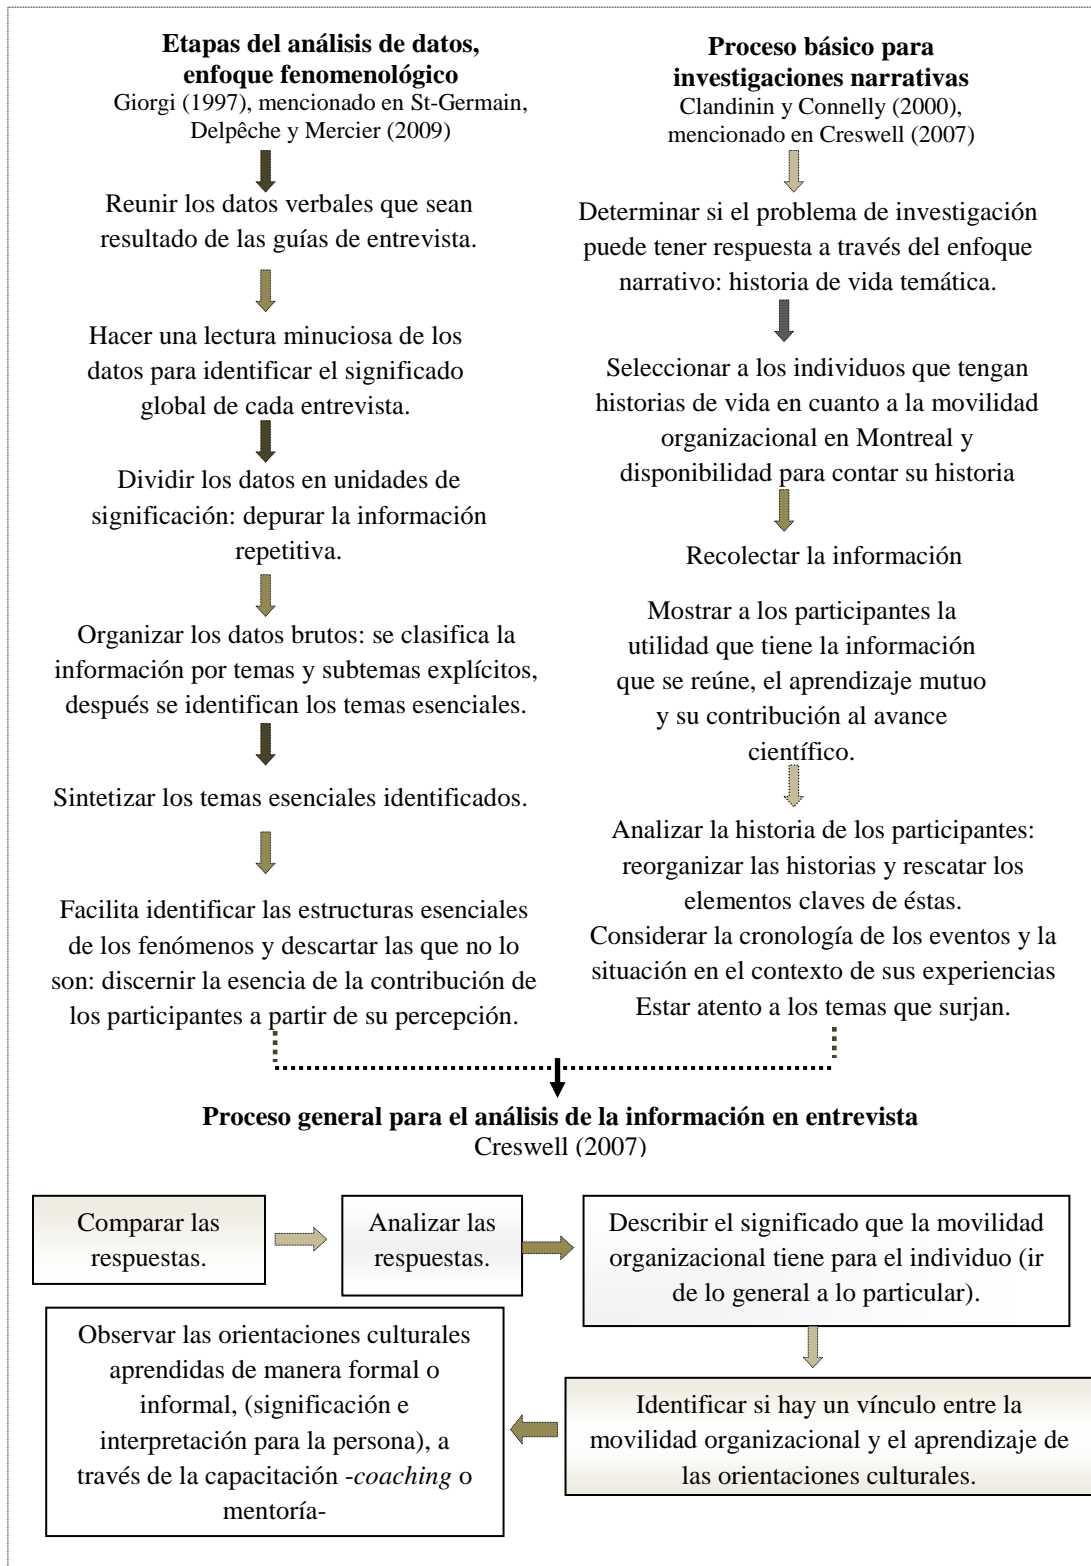 Etapas del análisis de datos,
enfoque fenomenológico
Giorgi (1997), mencionado en St-Germain,
Delpêche y Mercier (2009)
Reunir los datos verbales que sean
resultado de las guías de entrevista.
Hacer una lectura minuciosa de los
datos para identificar el significado
global de cada entrevista.
Dividir los datos en unidades de
significación: depurar la información
repetitiva.
Organizar los datos brutos: se clasifica la
información por temas y subtemas explícitos,
después se identifican los temas esenciales.
Sintetizar los temas esenciales identificados.
Facilita identificar las estructuras esenciales
de los fenómenos y descartar las que no lo
son: discernir la esencia de la contribución de
los participantes a partir de su percepción.
Proceso básico para
investigaciones narrativas
Clandinin y Connelly (2000),
mencionado en Creswell (2007)
Determinar si el problema de investigación
puede tener respuesta a través del enfoque
narrativo: historia de vida temática.
Seleccionar a los individuos que tengan
historias de vida en cuanto a la movilidad
organizacional en Montreal y
disponibilidad para contar su historia
Recolectar la información
Mostrar a los participantes la
utilidad que tiene la información
que se reúne, el aprendizaje mutuo
y su contribución al avance
científico.
Analizar la historia de los participantes:
reorganizar las historias y rescatar los
elementos claves de éstas.
Considerar la cronología de los eventos y la
situación en el contexto de sus experiencias
Estar atento a los temas que surjan.
Proceso general para el análisis de la información en entrevista
Creswell (2007)
Comparar las
respuestas.
Analizar las
respuestas.
Describir el significado que la movilidad
organizacional tiene para el individuo (ir
de lo general a lo particular).
Identificar si hay un vínculo entre la
movilidad organizacional y el aprendizaje de
las orientaciones culturales.
Observar las orientaciones culturales
aprendidas de manera formal o
informal, (significación e
interpretación para la persona), a
través de la capacitación -coaching o
mentoría-